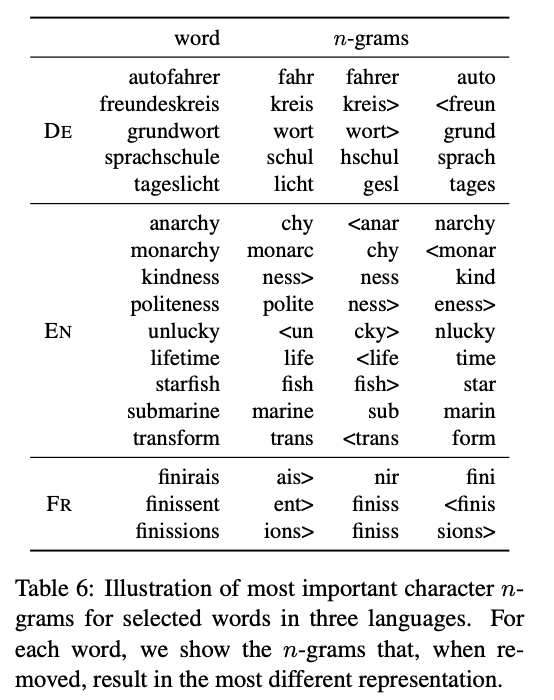 word n-grams
autofahrer fahr fahrer auto
freundeskreis kreis kreis> <freun
DE grundwort wort wort> grund
sprachschule schul hschul sprach
tageslicht licht gesl tages
anarchy chy <anar narchy
monarchy monarc chy <monar
kindness ness> ness kind
politeness polite ness> eness>
EN unlucky <un cky> nlucky
lifetime life <life time
starfish fish fish> star
submarine marine sub marin
transform trans <trans form
finirais ais> nir fini
FR finissent ent> finiss <finis
finissions ions> finiss sions>
Table 6: Illustration of most important character n-
grams for selected words in three languages. For
each word, we show the n-grams that, when re-
moved, result in the most different representation.